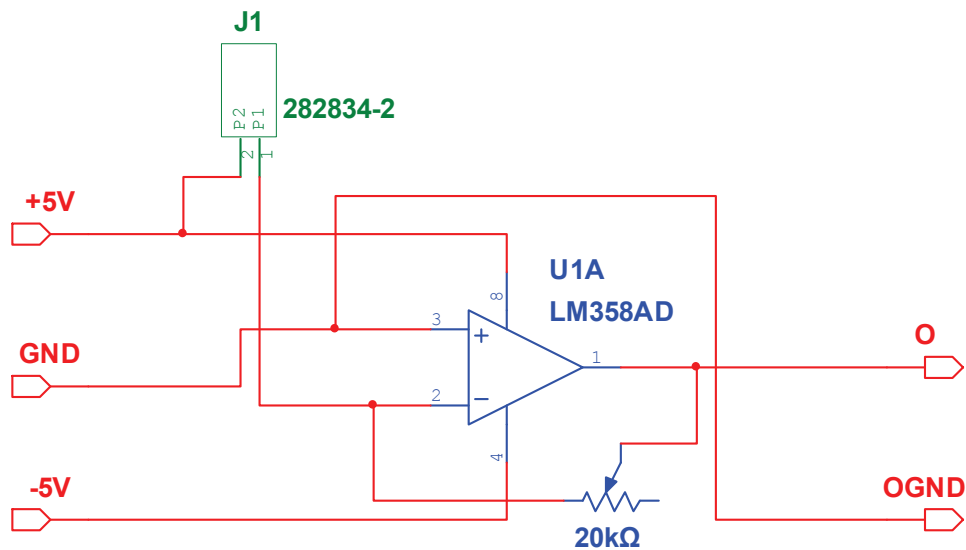 J1
282834-2
P2
P1
2
1
+5V
U1A
LM358AD
8
3
+
1
O
GND
2
−
4
-5V
OGND
20kΩ